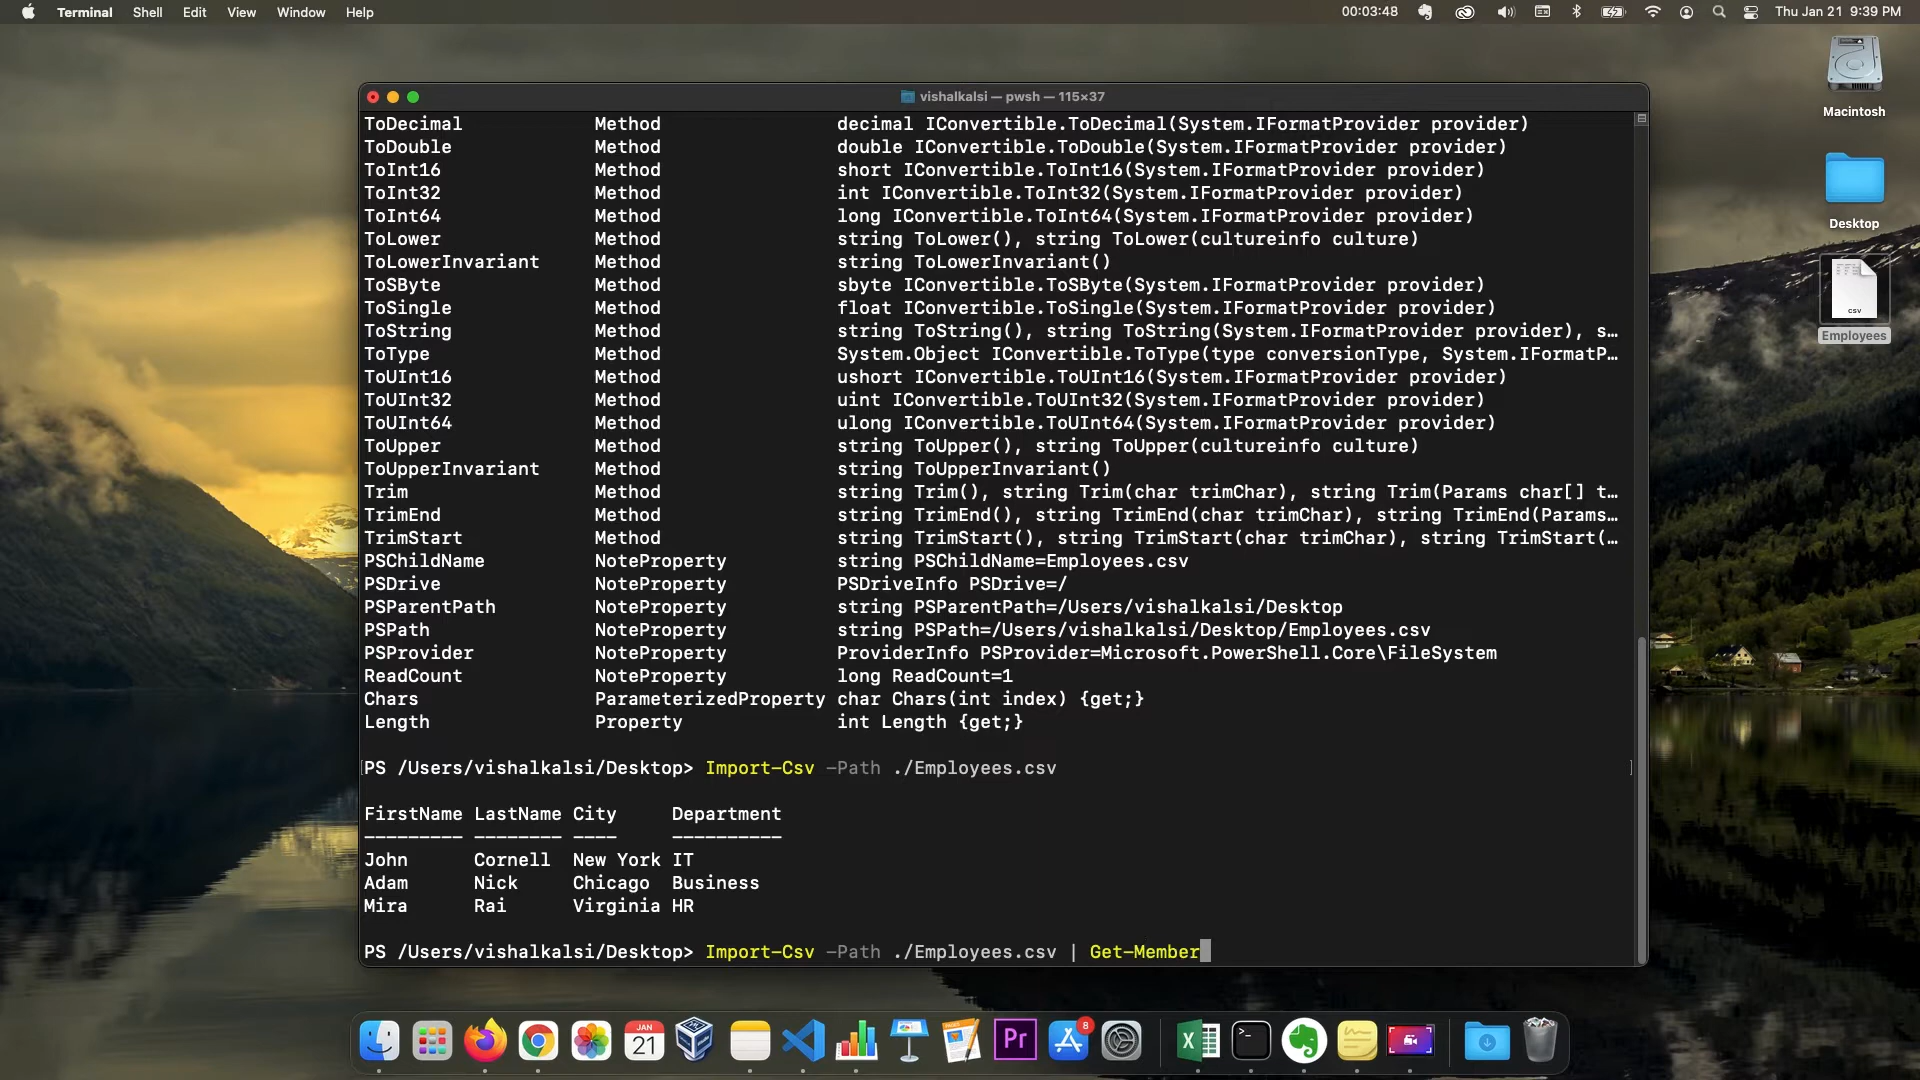 Terminal Shell Edit View Window Help 00:03:48 Thu Jan 21 9:39 PM
Macintosh
Desktop
CSV
Employees
vishalkalsi — pwsh — 115×37
ToDecimal Method decimal IConvertible.ToDecimal(System.IFormatProvider provider)
ToDouble Method double IConvertible.ToDouble(System.IFormatProvider provider)
ToInt16 Method short IConvertible.ToInt16(System.IFormatProvider provider)
ToInt32 Method int IConvertible.ToInt32(System.IFormatProvider provider)
ToInt64 Method long IConvertible.ToInt64(System.IFormatProvider provider)
ToLower Method string ToLower(), string ToLower(cultureinfo culture)
ToLowerInvariant Method string ToLowerInvariant()
ToSByte Method sbyte IConvertible.ToSByte(System.IFormatProvider provider)
ToSingle Method float IConvertible.ToSingle(System.IFormatProvider provider)
ToString Method string ToString(), string ToString(System.IFormatProvider provider), s…
ToType Method System.Object IConvertible.ToType(type conversionType, System.IFormatP…
ToUInt16 Method ushort IConvertible.ToUInt16(System.IFormatProvider provider)
ToUInt32 Method uint IConvertible.ToUInt32(System.IFormatProvider provider)
ToUInt64 Method ulong IConvertible.ToUInt64(System.IFormatProvider provider)
ToUpper Method string ToUpper(), string ToUpper(cultureinfo culture)
ToUpperInvariant Method string ToUpperInvariant()
Trim Method string Trim(), string Trim(char trimChar), string Trim(Params char[] t…
TrimEnd Method string TrimEnd(), string TrimEnd(char trimChar), string TrimEnd(Params…
TrimStart Method string TrimStart(), string TrimStart(char trimChar), string TrimStart(…
PSChildName NoteProperty string PSChildName=Employees.csv
PSDrive NoteProperty PSDriveInfo PSDrive=/
PSParentPath NoteProperty string PSParentPath=/Users/vishalkalsi/Desktop
PSPath NoteProperty string PSPath=/Users/vishalkalsi/Desktop/Employees.csv
PSProvider NoteProperty ProviderInfo PSProvider=Microsoft.PowerShell.Core\FileSystem
ReadCount NoteProperty long ReadCount=1
Chars ParameterizedProperty char Chars(int index) {get;}
Length Property int Length {get;}
[PS /Users/vishalkalsi/Desktop> Import-Csv -Path ./Employees.csv ]
FirstName LastName City Department
--------- -------- ---- ----------
John Cornell New York IT
Adam Nick Chicago Business
Mira Rai Virginia HR
PS /Users/vishalkalsi/Desktop> Import-Csv -Path ./Employees.csv | Get-Member
JAN
21
Pr
8
X
>_